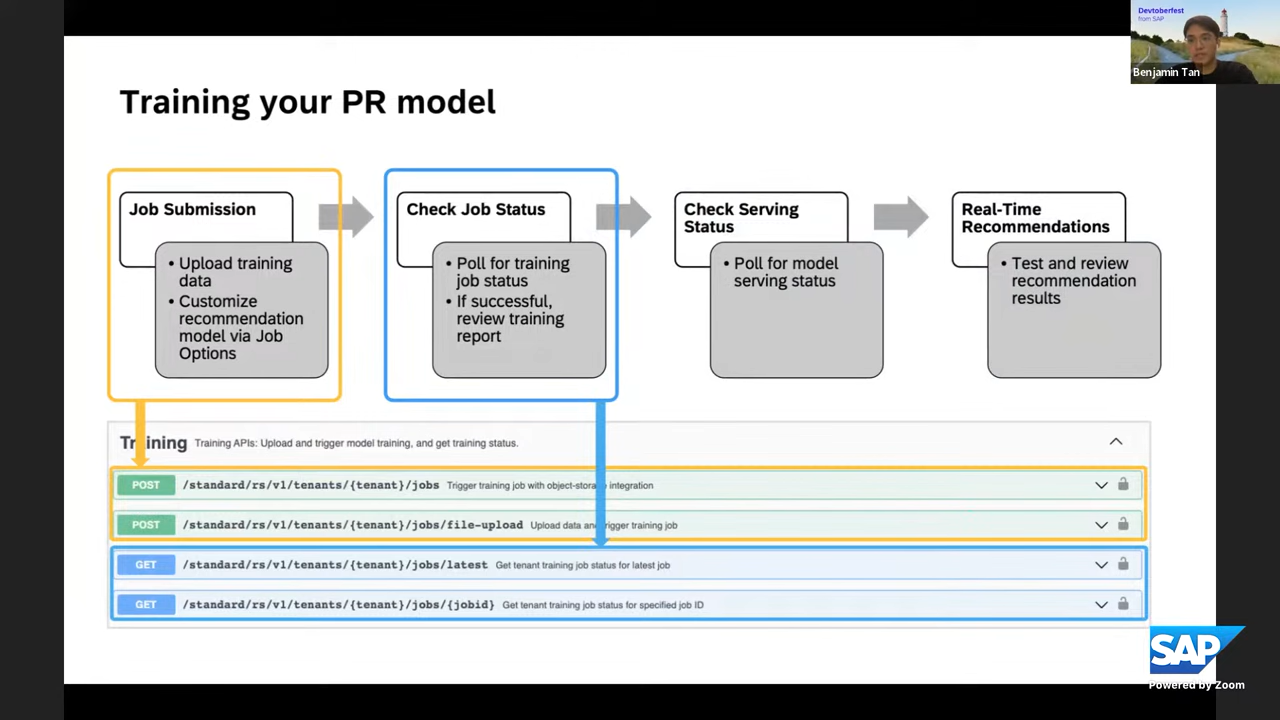 Devtoberfest
from SAP
Benjamin Tan
Training your PR model
Job Submission
• Upload training
data
• Customize
recommendation
model via Job
Options
Check Job Status
• Poll for training
job status
• If successful,
review training
report
Check Serving
Status
• Poll for model
serving status
Real-Time
Recommendations
• Test and review
recommendation
results
Training Training APIs: Upload and trigger model training, and get training status.
POST /standard/rs/v1/tenants/{tenant}/jobs Trigger training job with object-storage integration
POST /standard/rs/v1/tenants/{tenant}/jobs/file-upload Upload data and trigger training job
GET /standard/rs/v1/tenants/{tenant}/jobs/latest Get tenant training job status for latest job
GET /standard/rs/v1/tenants/{tenant}/jobs/{jobid} Get tenant training job status for specified job ID
SAP
Powered by Zoom